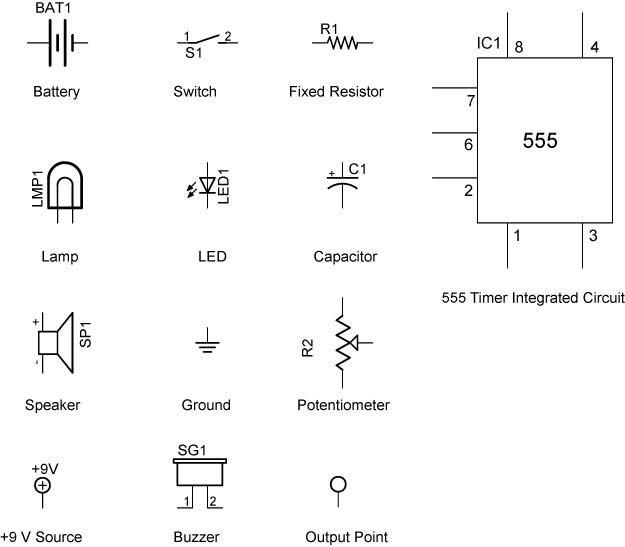 BAT1
Battery
1 2
S1
Switch
R1
Fixed Resistor
IC1
8 4
7
6
2
555
1 3
555 Timer Integrated Circuit
LMP1
Lamp
LED1
LED
+ C1
Capacitor
+
-
SP1
Speaker
Ground
R2
Potentiometer
+9V
+9 V Source
SG1
1 2
Buzzer
Output Point